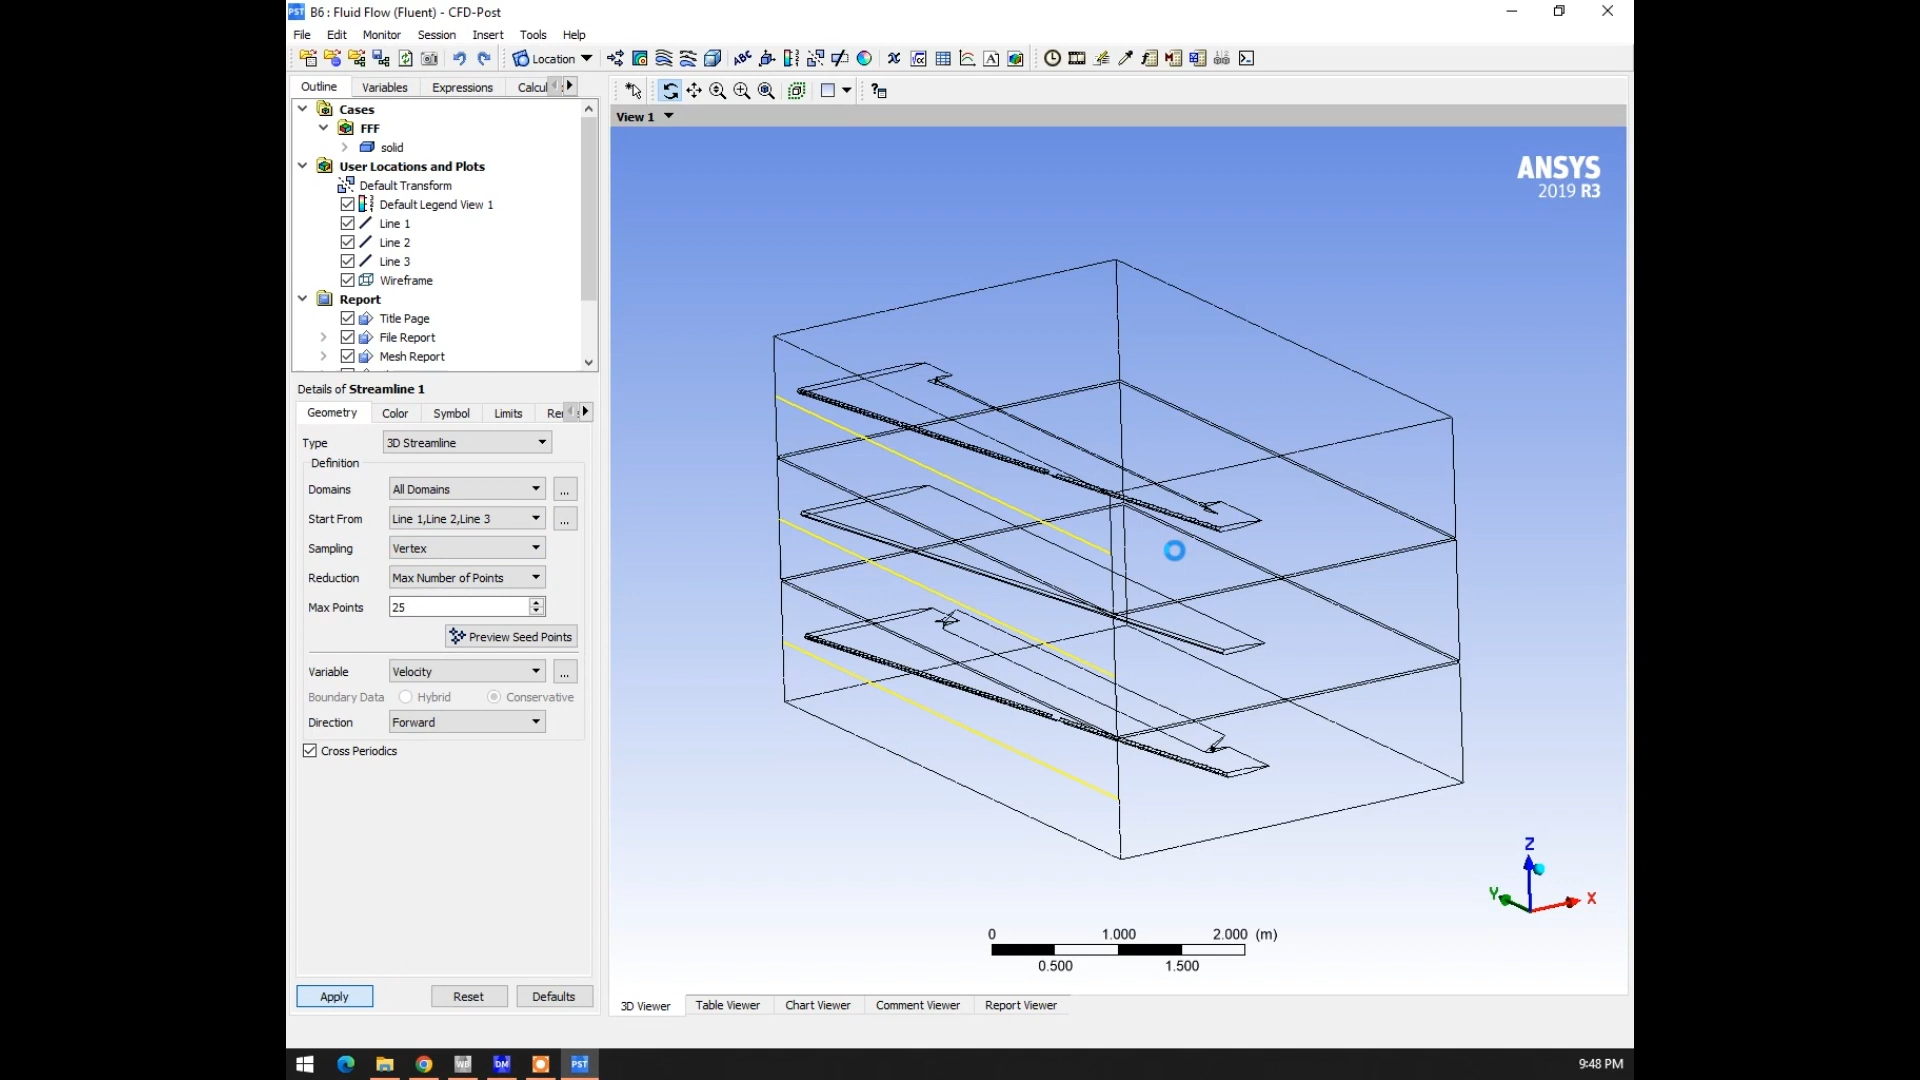 B6 : Fluid Flow (Fluent) - CFD-Post
File Edit Monitor Session Insert Tools Help
Location
Outline Variables Expressions Calcul
View 1
Cases
FFF
solid
User Locations and Plots
Default Transform
Default Legend View 1
Line 1
Line 2
Line 3
Wireframe
Report
Title Page
File Report
Mesh Report
Details of Streamline 1
Geometry Color Symbol Limits Re
Type 3D Streamline
Definition
Domains All Domains ...
Start From Line 1,Line 2,Line 3 ...
Sampling Vertex
Reduction Max Number of Points
Max Points 25
Preview Seed Points
Variable Velocity ...
Boundary Data Hybrid Conservative
Direction Forward
Cross Periodics
Apply Reset Defaults
ANSYS
2019 R3
Z
Y
X
0 1.000 2.000 (m)
0.500 1.500
3D Viewer Table Viewer Chart Viewer Comment Viewer Report Viewer
WB DM PST
9:48 PM